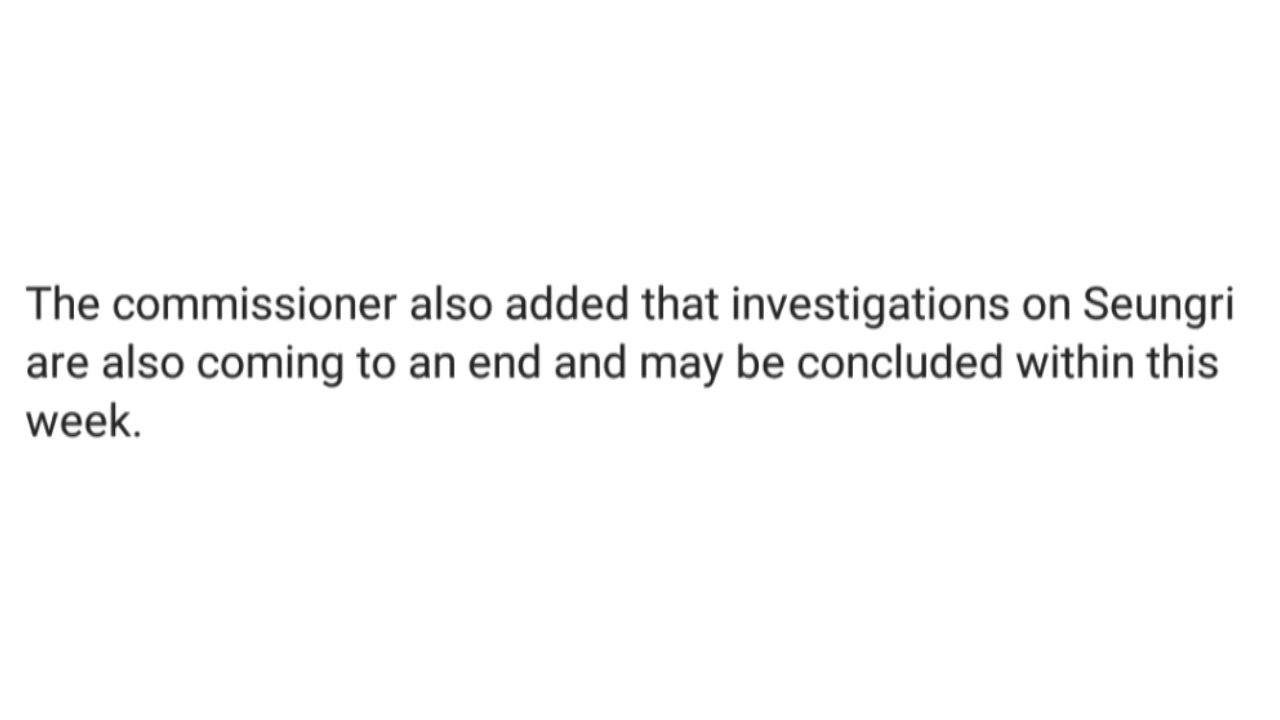 The commissioner also added that investigations on Seungri
are also coming to an end and may be concluded within this
week.